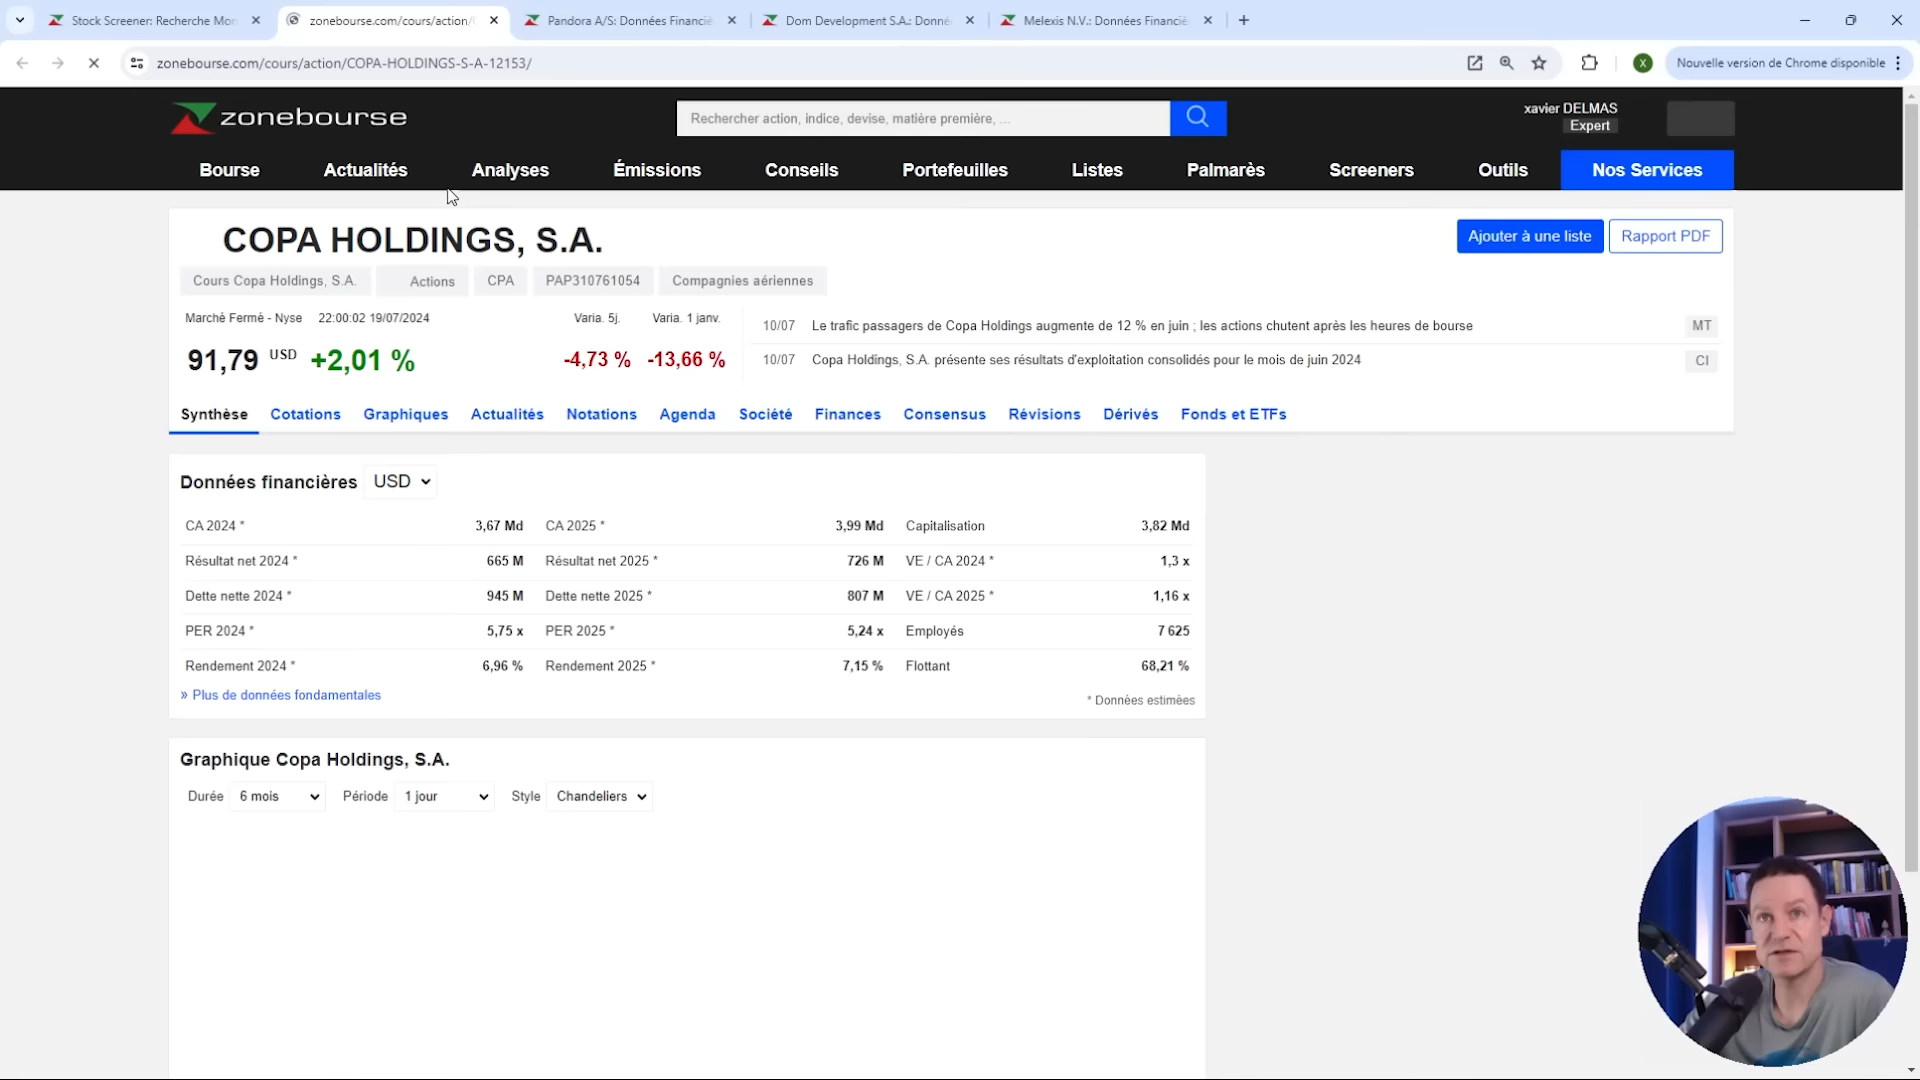 Stock Screener: Recherche Mon
zonebourse.com/cours/action/C
Pandora A/S: Données Financiè
Dom Development S.A.: Donné
Melexis N.V.: Données Financiè
zonebourse.com/cours/action/COPA-HOLDINGS-S-A-12153/
X
Nouvelle version de Chrome disponible
zonebourse
Rechercher action, indice, devise, matière première, ...
xavier DELMAS
Expert
Bourse Actualités Analyses Émissions Conseils Portefeuilles Listes Palmarès Screeners Outils Nos Services
COPA HOLDINGS, S.A.
Ajouter à une liste Rapport PDF
Cours Copa Holdings, S.A. Actions CPA PAP310761054 Compagnies aériennes
Marché Fermé - Nyse 22:00:02 19/07/2024 Varia. 5j. Varia. 1 janv.
91,79 USD +2,01 % -4,73 % -13,66 %
10/07 Le trafic passagers de Copa Holdings augmente de 12 % en juin ; les actions chutent après les heures de bourse MT
10/07 Copa Holdings, S.A. présente ses résultats d'exploitation consolidés pour le mois de juin 2024 CI
Synthèse Cotations Graphiques Actualités Notations Agenda Société Finances Consensus Révisions Dérivés Fonds et ETFs
Données financières USD
CA 2024 * 3,67 Md CA 2025 * 3,99 Md Capitalisation 3,82 Md
Résultat net 2024 * 665 M Résultat net 2025 * 726 M VE / CA 2024 * 1,3 x
Dette nette 2024 * 945 M Dette nette 2025 * 807 M VE / CA 2025 * 1,16 x
PER 2024 * 5,75 x PER 2025 * 5,24 x Employés 7 625
Rendement 2024 * 6,96 % Rendement 2025 * 7,15 % Flottant 68,21 %
» Plus de données fondamentales
* Données estimées
Graphique Copa Holdings, S.A.
Durée 6 mois Période 1 jour Style Chandeliers